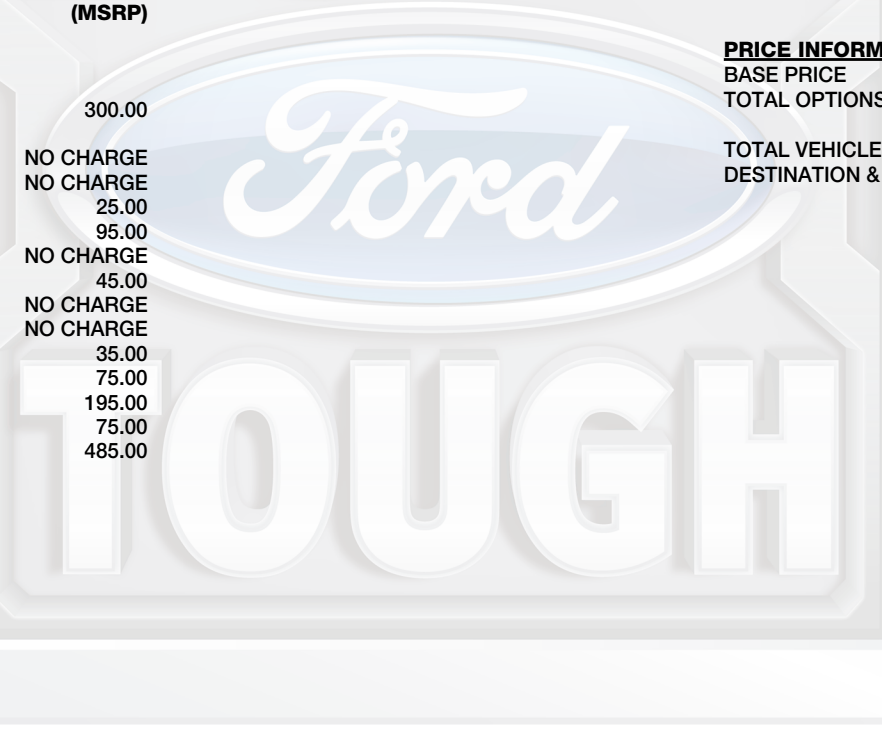 (MSRP)
300.00
NO CHARGE
NO CHARGE
25.00
95.00
NO CHARGE
45.00
NO CHARGE
NO CHARGE
35.00
75.00
195.00
75.00
485.00
PRICE INFORM
BASE PRICE
TOTAL OPTIONS
TOTAL VEHICLE
DESTINATION &
Ford
TOUGH